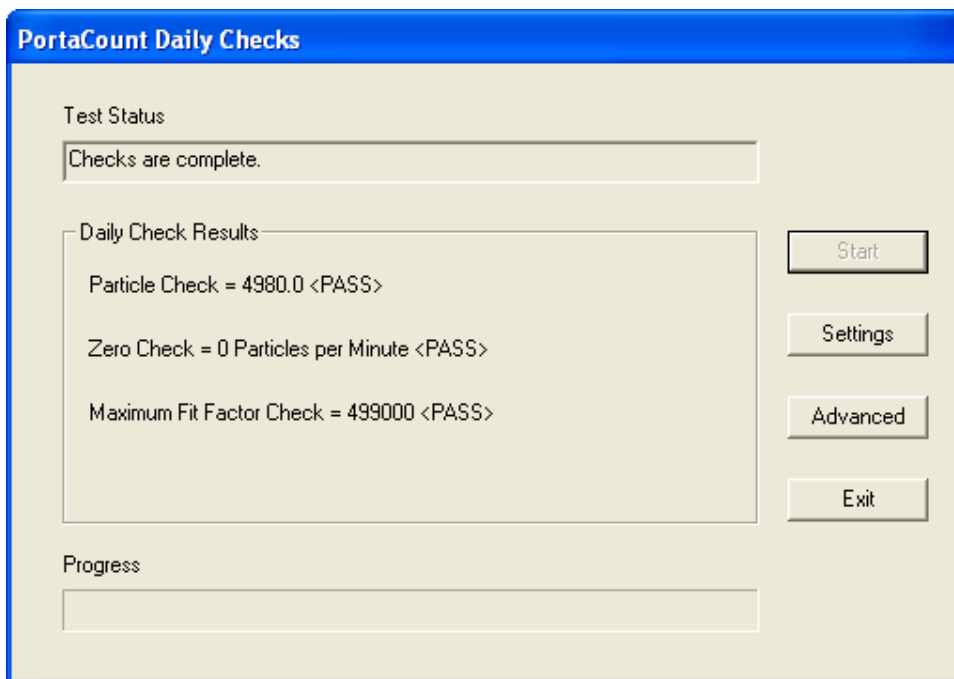 PortaCount Daily Checks
Test Status
Checks are complete.
Daily Check Results
Particle Check = 4980.0 <PASS>
Zero Check = 0 Particles per Minute <PASS>
Maximum Fit Factor Check = 499000 <PASS>
Start
Settings
Advanced
Exit
Progress